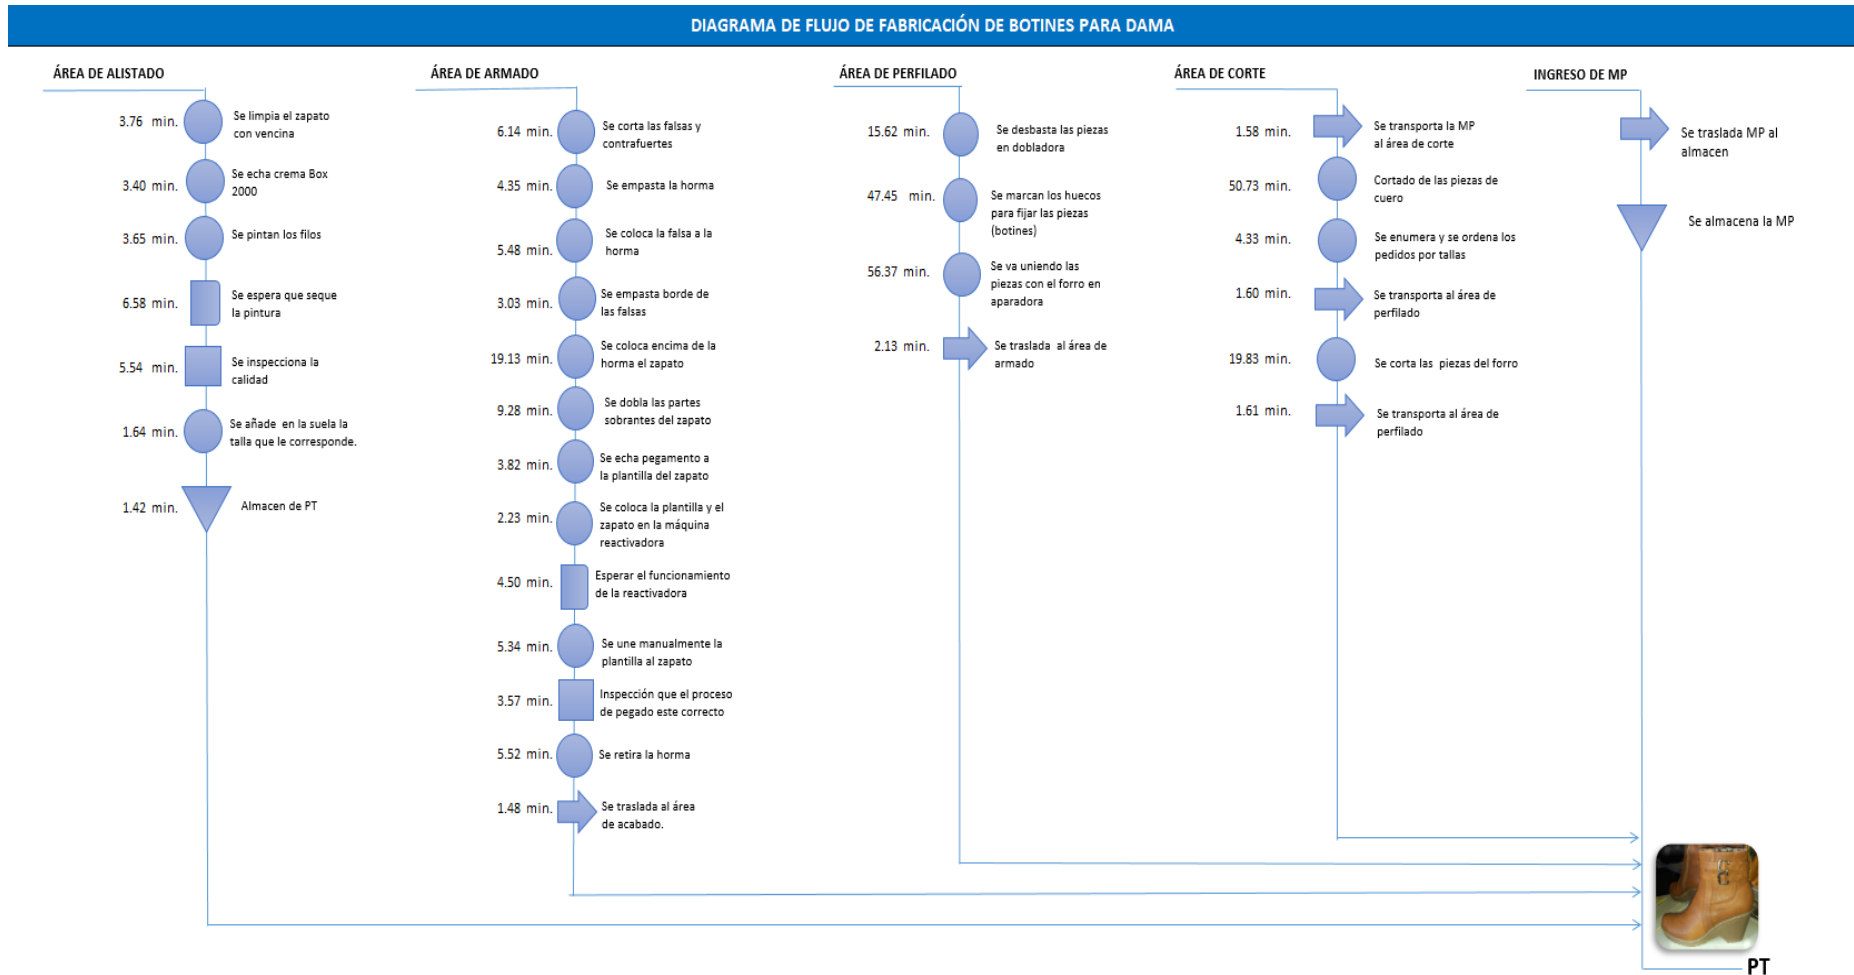 DIAGRAMA DE FLUJO DE FABRICACIÓN DE BOTINES PARA DAMA
ÁREA DE ALISTADO
3.76 min.
Se limpia el zapato
con vencina
3.40 min.
Se echa crema Box
2000
3.65 min.
Se pintan los filos
6.58 min.
Se espera que seque
la pintura
5.54 min.
Se inspecciona la
calidad
1.64 min.
Se añade en la suela la
talla que le corresponde.
1.42 min.
Almacen de PT
ÁREA DE ARMADO
6.14 min.
Se corta las falsas y
contrafuertes
4.35 min.
Se empasta la horma
5.48 min.
Se coloca la falsa a la
horma
3.03 min.
Se empasta borde de
las falsas
19.13 min.
Se coloca encima de la
horma el zapato
9.28 min.
Se dobla las partes
sobrantes del zapato
3.82 min.
Se echa pegamento a
la plantilla del zapato
2.23 min.
Se coloca la plantilla y el
zapato en la máquina
reactivadora
4.50 min.
Esperar el funcionamiento
de la reactivadora
5.34 min.
Se une manualmente la
plantilla al zapato
3.57 min.
Inspección que el proceso
de pegado este correcto
5.52 min.
Se retira la horma
1.48 min.
Se traslada al área
de acabado.
ÁREA DE PERFILADO
15.62 min.
Se desbasta las piezas
en dobladora
47.45 min.
Se marcan los huecos
para fijar las piezas
(botines)
56.37 min.
Se va uniendo las
piezas con el forro en
aparadora
2.13 min.
Se traslada al área de
armado
ÁREA DE CORTE
1.58 min.
Se transporta la MP
al área de corte
50.73 min.
Cortado de las piezas de
cuero
4.33 min.
Se enumera y se ordena los
pedidos por tallas
1.60 min.
Se transporta al área de
perfilado
19.83 min.
Se corta las piezas del forro
1.61 min.
Se transporta al área de
perfilado
INGRESO DE MP
Se traslada MP al
almacen
Se almacena la MP
PT